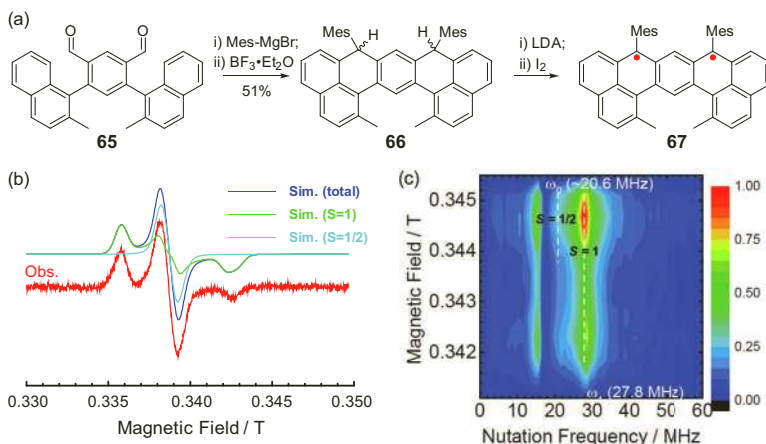 (a)
O
O
65
i) Mes-MgBr;
ii) BF₃•Et₂O
51%
Mes H
H Mes
66
i) LDA;
ii) I₂
Mes
Mes
67
(b)
Sim. (total)
Sim. (S=1)
Sim. (S=1/2)
Obs.
0.330 0.335 0.340 0.345 0.350
Magnetic Field / T
(c)
Magnetic Field / T
0.345
0.344
0.343
0.342
S = 1/2
S = 1
(~20.6 MHz)
(27.8 MHz)
0 10 20 30 40 50 60
Nutation Frequency / MHz
1.00
0.75
0.50
0.25
0.00